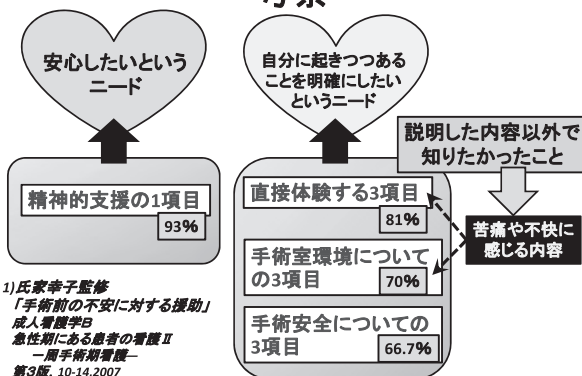 安心したいという
ニード
自分に起きつつある
ことを明確にしたい
というニード
説明した内容以外で
知りたかったこと
精神的支援の1項目
93%
直接体験する3項目
81%
手術室環境について
の3項目
70%
手術安全についての
3項目
66.7%
苦痛や不快に
感じる内容
1)氏家幸子監修
「手術前の不安に対する援助」
成人看護学B
急性期にある患者の看護Ⅱ
―周手術期看護―
第3版, 10-14,2007